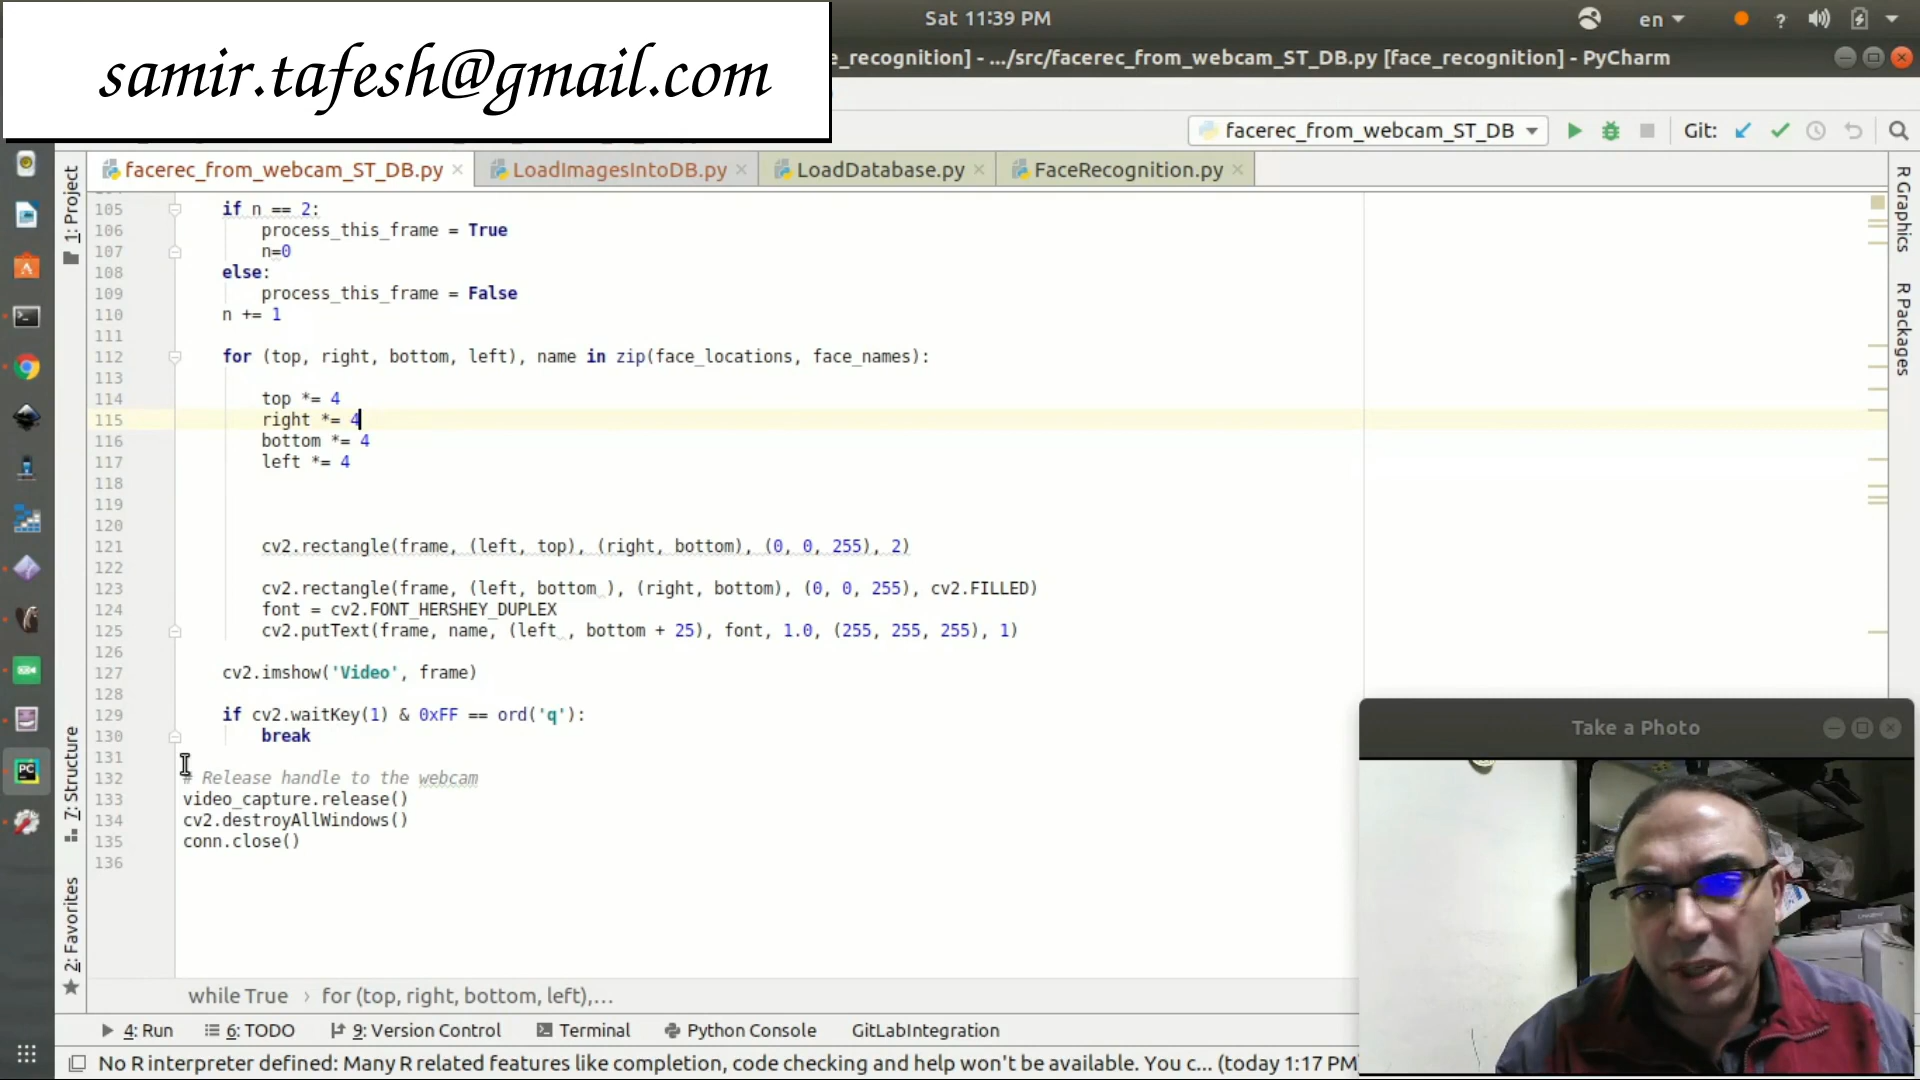 samir.tafesh@gmail.com
Sat 11:39 PM
en
e_recognition] - .../src/facerec_from_webcam_ST_DB.py [face_recognition] - PyCharm
facerec_from_webcam_ST_DB
Git:
facerec_from_webcam_ST_DB.py
LoadImagesIntoDB.py
LoadDatabase.py
FaceRecognition.py
1: Project
7: Structure
2: Favorites
R Graphics
R Packages
105 if n == 2:
106 process_this_frame = True
107 n=0
108 else:
109 process_this_frame = False
110 n += 1
111
112 for (top, right, bottom, left), name in zip(face_locations, face_names):
113
114 top *= 4
115 right *= 4
116 bottom *= 4
117 left *= 4
118
119
120
121 cv2.rectangle(frame, (left, top), (right, bottom), (0, 0, 255), 2)
122
123 cv2.rectangle(frame, (left, bottom ), (right, bottom), (0, 0, 255), cv2.FILLED)
124 font = cv2.FONT_HERSHEY_DUPLEX
125 cv2.putText(frame, name, (left , bottom + 25), font, 1.0, (255, 255, 255), 1)
126
127 cv2.imshow('Video', frame)
128
129 if cv2.waitKey(1) & 0xFF == ord('q'):
130 break
131
132 # Release handle to the webcam
133 video_capture.release()
134 cv2.destroyAllWindows()
135 conn.close()
136
Take a Photo
while True › for (top, right, bottom, left),...
4: Run
6: TODO
9: Version Control
Terminal
Python Console
GitLabIntegration
No R interpreter defined: Many R related features like completion, code checking and help won't be available. You c... (today 1:17 PM